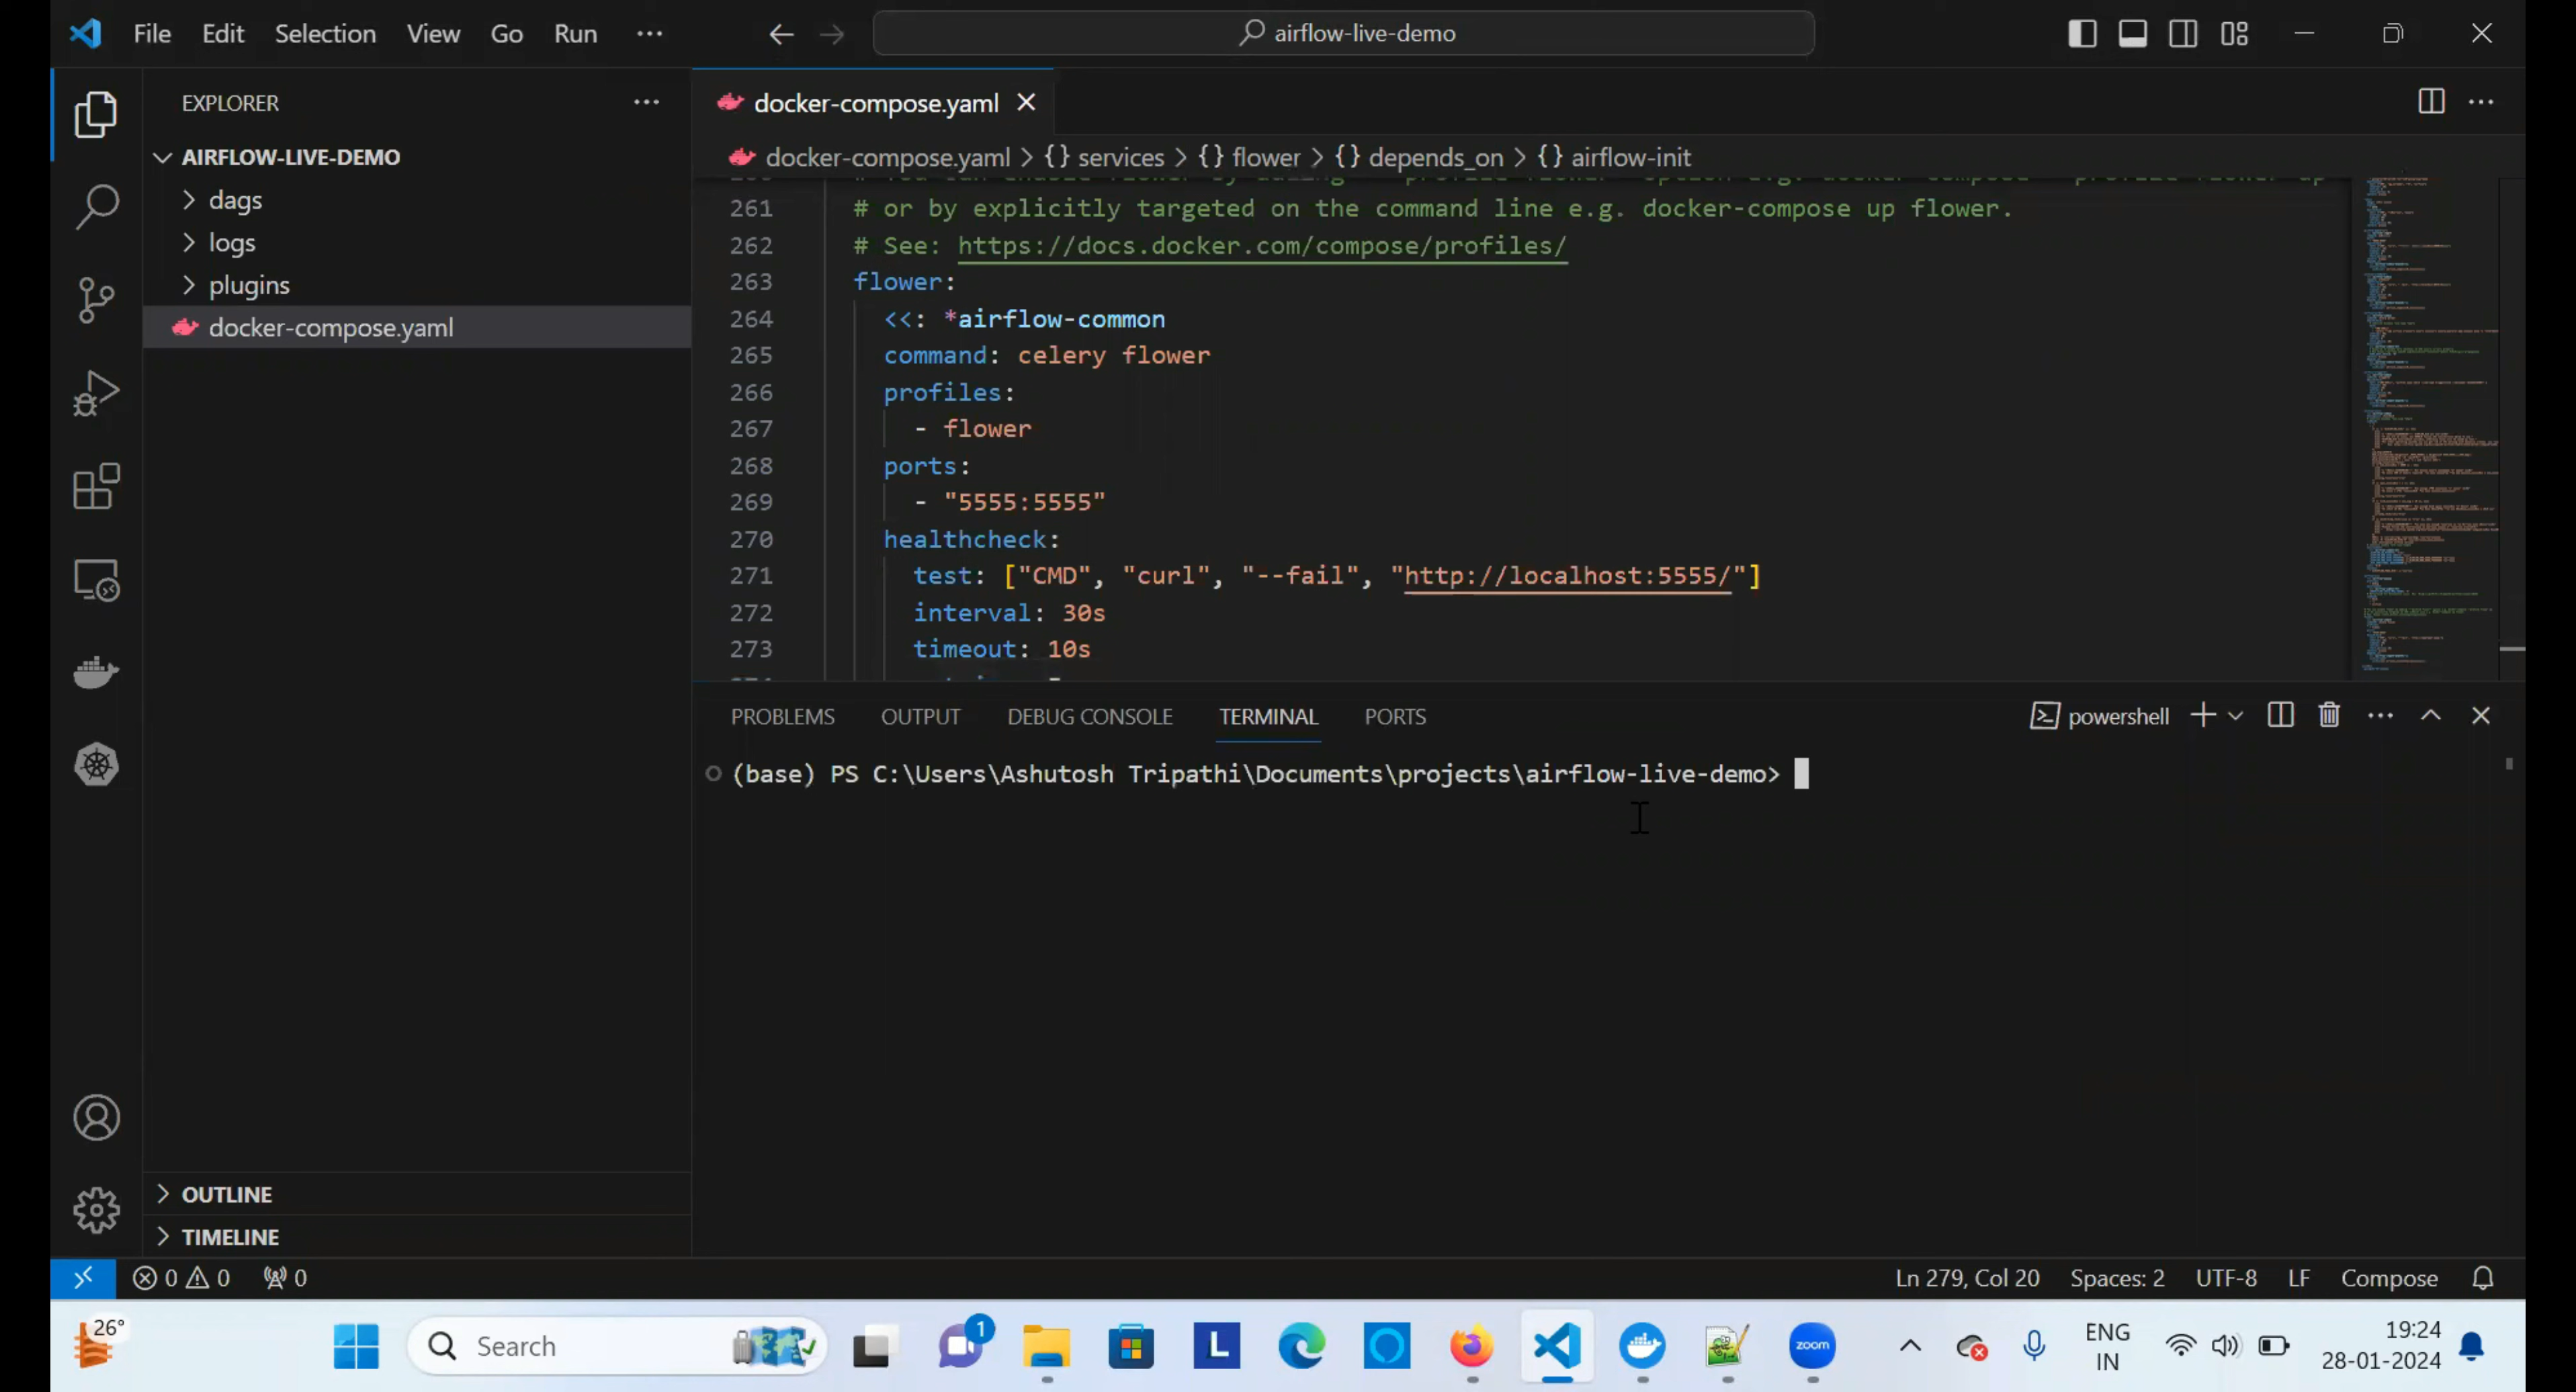 File Edit Selection View Go Run ··· airflow-live-demo
EXPLORER
AIRFLOW-LIVE-DEMO
dags
logs
plugins
docker-compose.yaml
docker-compose.yaml
docker-compose.yaml > {} services > {} flower > {} depends_on > {} airflow-init
261 # or by explicitly targeted on the command line e.g. docker-compose up flower.
262 # See: https://docs.docker.com/compose/profiles/
263 flower:
264 <<: *airflow-common
265 command: celery flower
266 profiles:
267 - flower
268 ports:
269 - "5555:5555"
270 healthcheck:
271 test: ["CMD", "curl", "--fail", "http://localhost:5555/"]
272 interval: 30s
273 timeout: 10s
PROBLEMS OUTPUT DEBUG CONSOLE TERMINAL PORTS powershell
(base) PS C:\Users\Ashutosh Tripathi\Documents\projects\airflow-live-demo>
OUTLINE
TIMELINE
0 0 0 Ln 279, Col 20 Spaces: 2 UTF-8 LF Compose
26° Search 1 L zoom ENG IN 19:24
28-01-2024